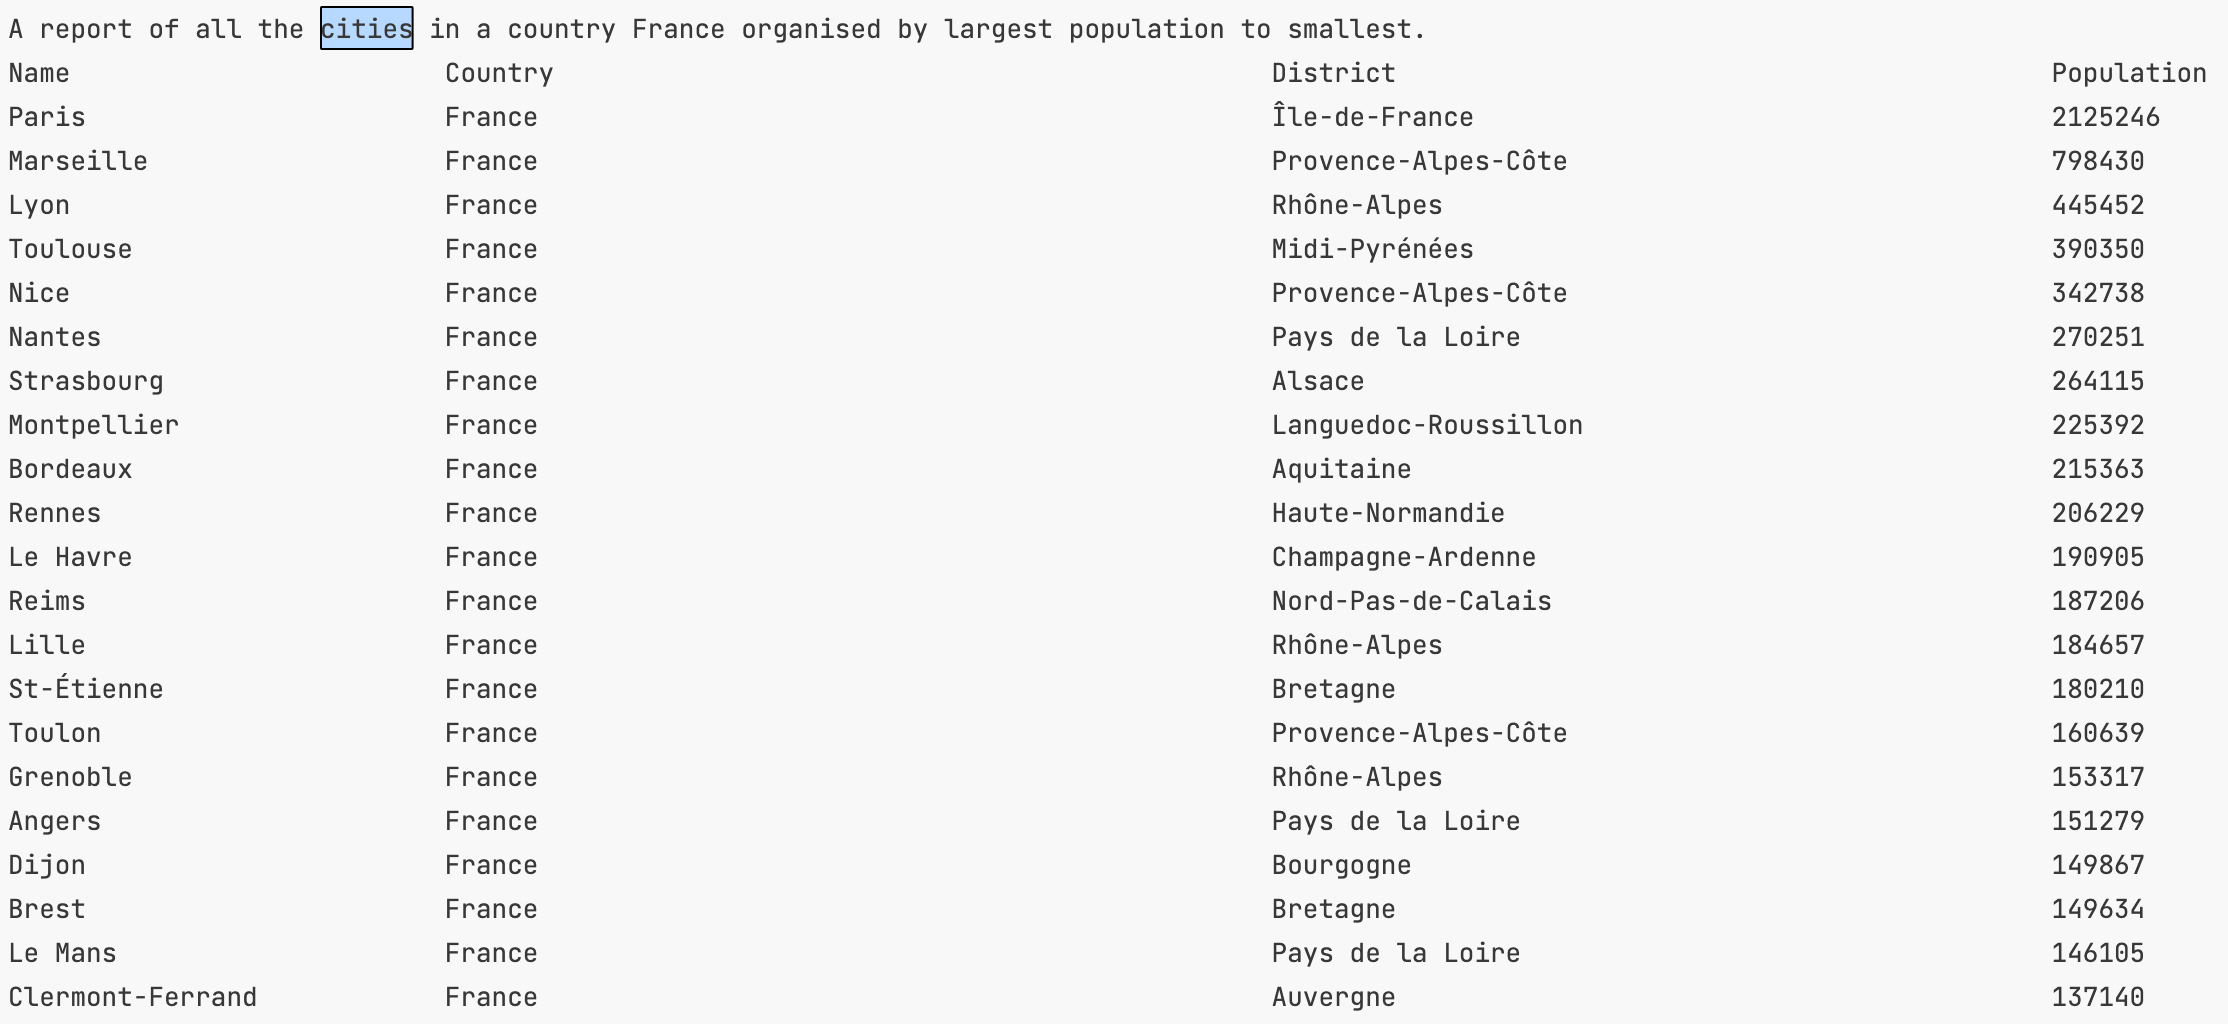 A report of all the cities in a country France organised by largest population to smallest.
Name Country District Population
Paris France Île-de-France 2125246
Marseille France Provence-Alpes-Côte 798430
Lyon France Rhône-Alpes 445452
Toulouse France Midi-Pyrénées 390350
Nice France Provence-Alpes-Côte 342738
Nantes France Pays de la Loire 270251
Strasbourg France Alsace 264115
Montpellier France Languedoc-Roussillon 225392
Bordeaux France Aquitaine 215363
Rennes France Haute-Normandie 206229
Le Havre France Champagne-Ardenne 190905
Reims France Nord-Pas-de-Calais 187206
Lille France Rhône-Alpes 184657
St-Étienne France Bretagne 180210
Toulon France Provence-Alpes-Côte 160639
Grenoble France Rhône-Alpes 153317
Angers France Pays de la Loire 151279
Dijon France Bourgogne 149867
Brest France Bretagne 149634
Le Mans France Pays de la Loire 146105
Clermont-Ferrand France Auvergne 137140